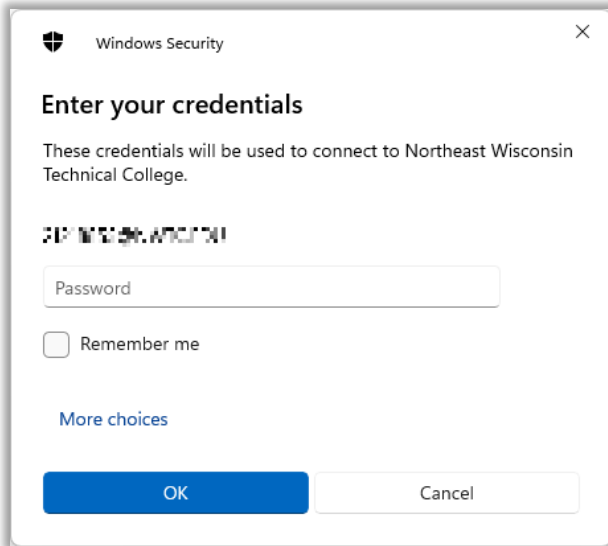 Windows Security
Enter your credentials
These credentials will be used to connect to Northeast Wisconsin
Technical College.
Password
Remember me
More choices
OK
Cancel